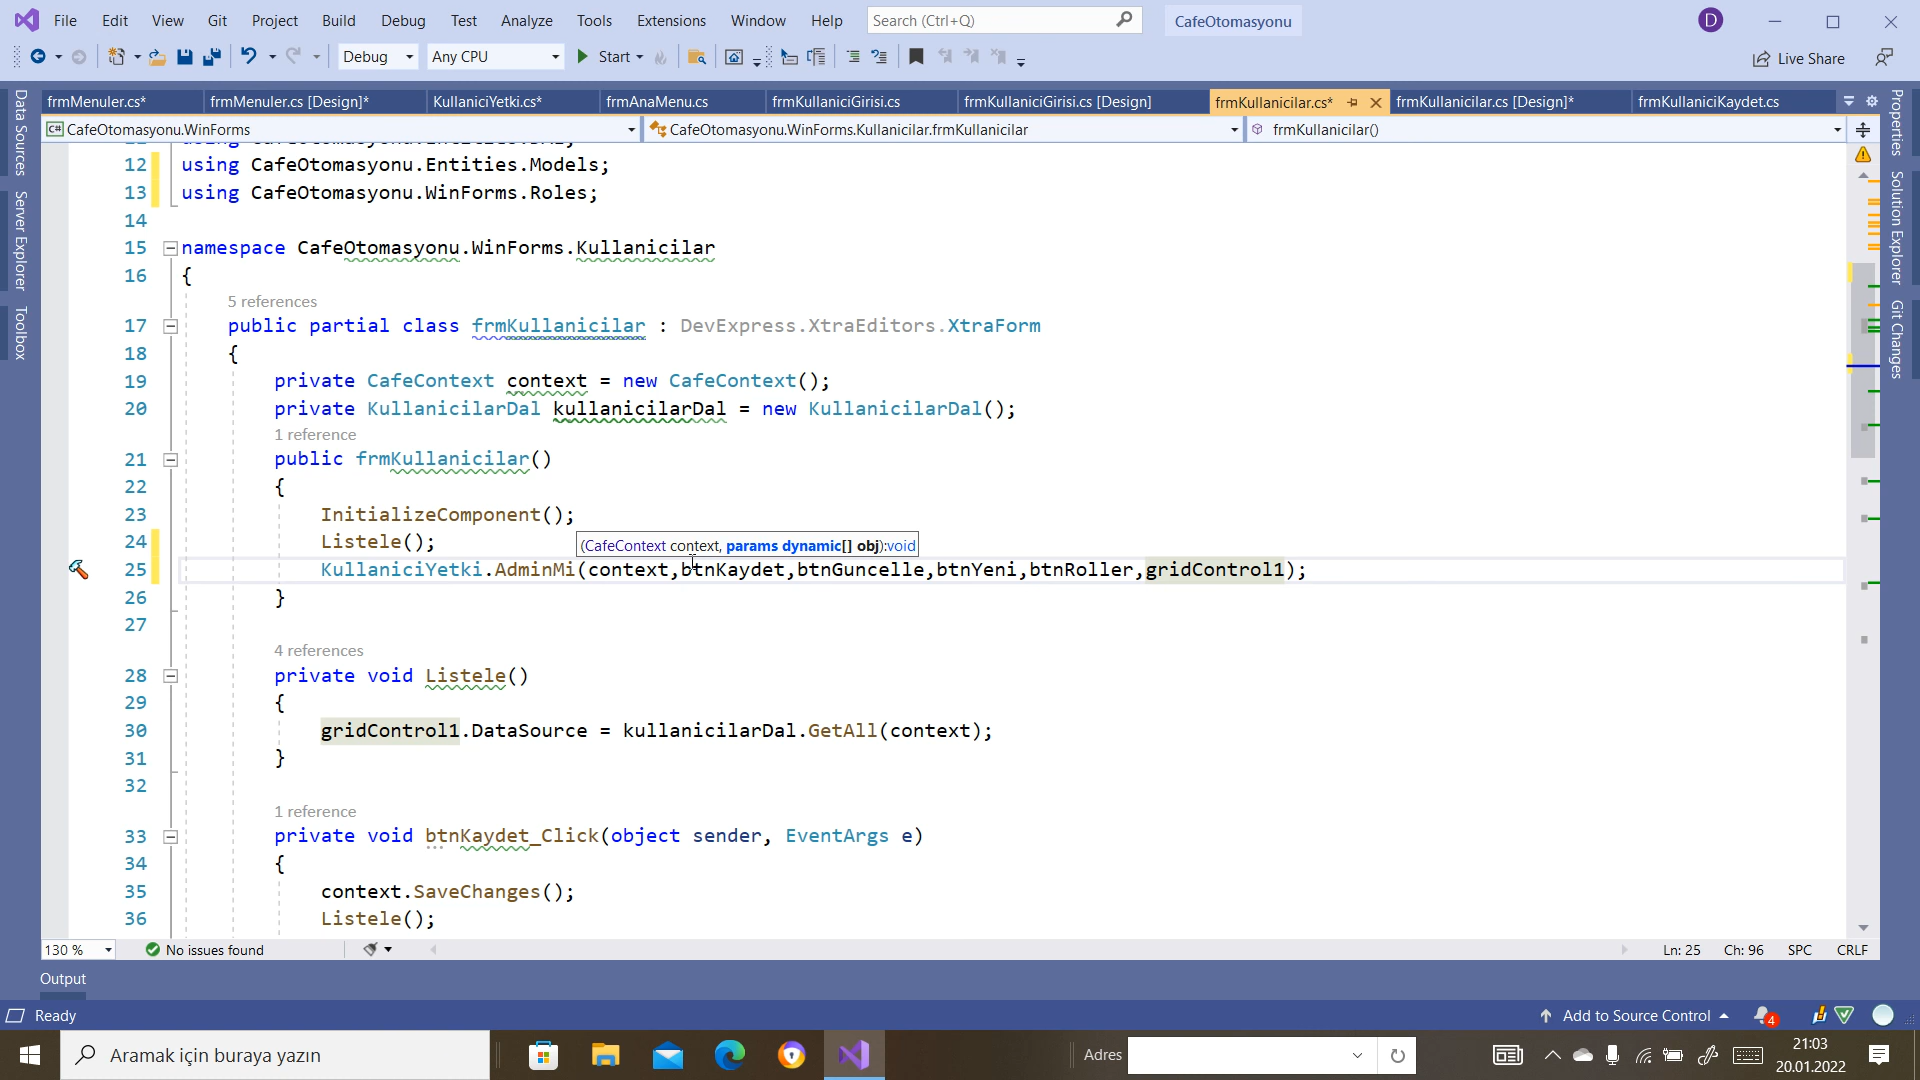 File Edit View Git Project Build Debug Test Analyze Tools Extensions Window Help Search (Ctrl+Q) CafeOtomasyonu D
Debug Any CPU Start Live Share
frmMenuler.cs* frmMenuler.cs [Design]* KullaniciYetki.cs* frmAnaMenu.cs frmKullaniciGirisi.cs frmKullaniciGirisi.cs [Design] frmKullanicilar.cs* frmKullanicilar.cs [Design]* frmKullaniciKaydet.cs
C# CafeOtomasyonu.WinForms CafeOtomasyonu.WinForms.Kullanicilar.frmKullanicilar frmKullanicilar()
Data Sources
Server Explorer
Toolbox
Properties
Solution Explorer
Git Changes
12 using CafeOtomasyonu.Entities.Models;
13 using CafeOtomasyonu.WinForms.Roles;
14
15 namespace CafeOtomasyonu.WinForms.Kullanicilar
16 {
5 references
17 public partial class frmKullanicilar : DevExpress.XtraEditors.XtraForm
18 {
19 private CafeContext context = new CafeContext();
20 private KullanicilarDal kullanicilarDal = new KullanicilarDal();
1 reference
21 public frmKullanicilar()
22 {
23 InitializeComponent();
24 Listele();
(CafeContext context, params dynamic[] obj):void
25 KullaniciYetki.AdminMi(context,btnKaydet,btnGuncelle,btnYeni,btnRoller,gridControl1);
26 }
27
4 references
28 private void Listele()
29 {
30 gridControl1.DataSource = kullanicilarDal.GetAll(context);
31 }
32
1 reference
33 private void btnKaydet_Click(object sender, EventArgs e)
34 {
35 context.SaveChanges();
36 Listele();
130 % No issues found Ln: 25 Ch: 96 SPC CRLF
Output
Ready Add to Source Control 4
Aramak için buraya yazın Adres 21:03
20.01.2022